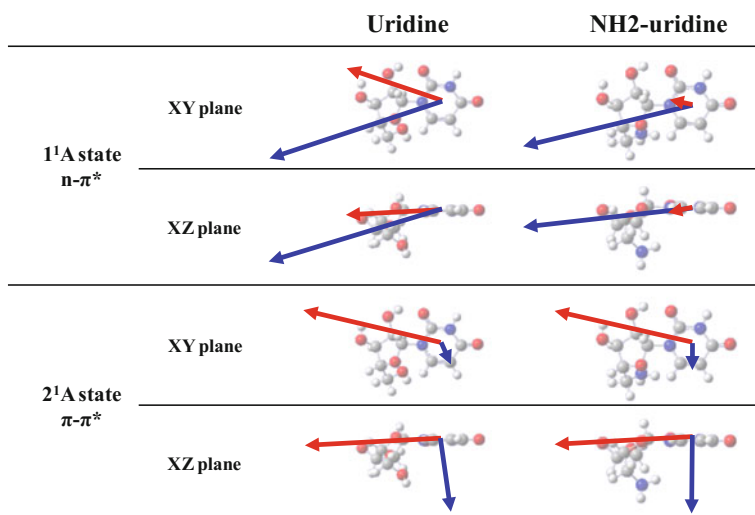 Uridine NH2-uridine
XY plane
1¹A state
n-π*
XZ plane
XY plane
2¹A state
π-π*
XZ plane